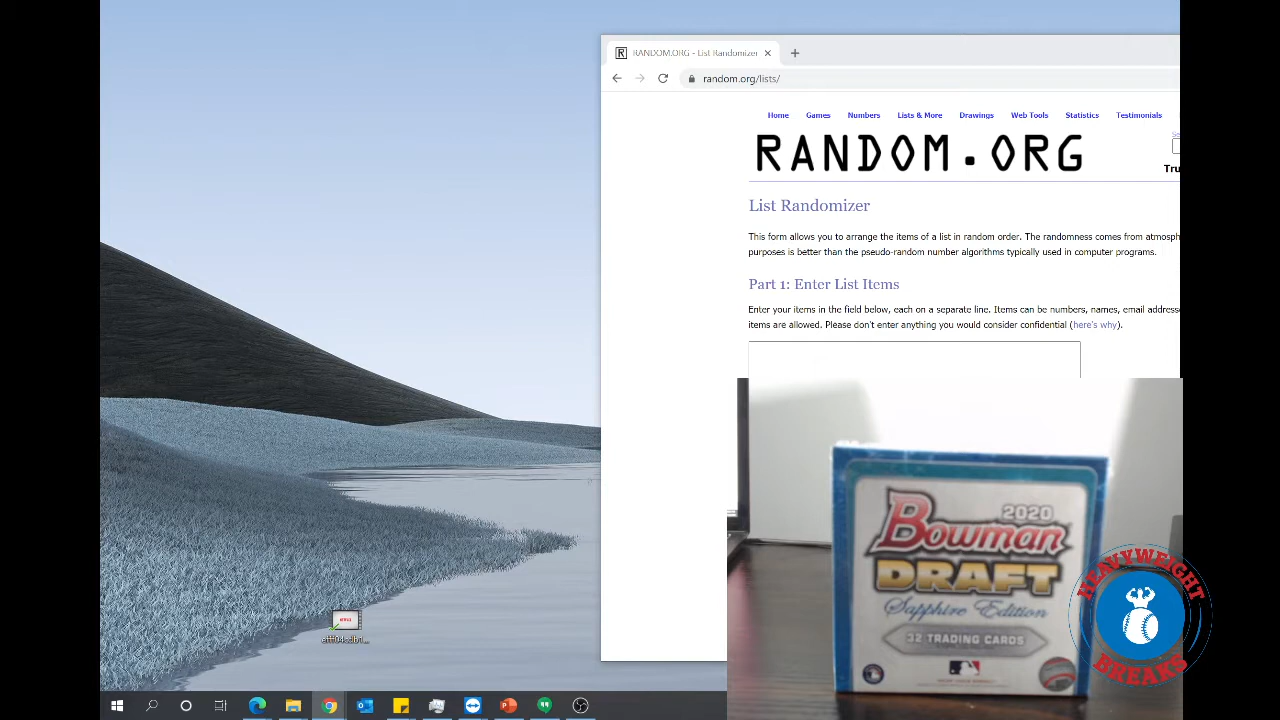 RANDOM.ORG - List Randomizer
random.org/lists/
Home Games Numbers Lists & More Drawings Web Tools Statistics Testimonials
RANDOM.ORG
Tru
List Randomizer
This form allows you to arrange the items of a list in random order. The randomness comes from atmosph
purposes is better than the pseudo-random number algorithms typically used in computer programs.
Part 1: Enter List Items
Enter your items in the field below, each on a separate line. Items can be numbers, names, email addresse
items are allowed. Please don't enter anything you would consider confidential (here's why).
2020
Bowman
DRAFT
Sapphire Edition
32 TRADING CARDS
HEAVYWEIGHT
BREAKS